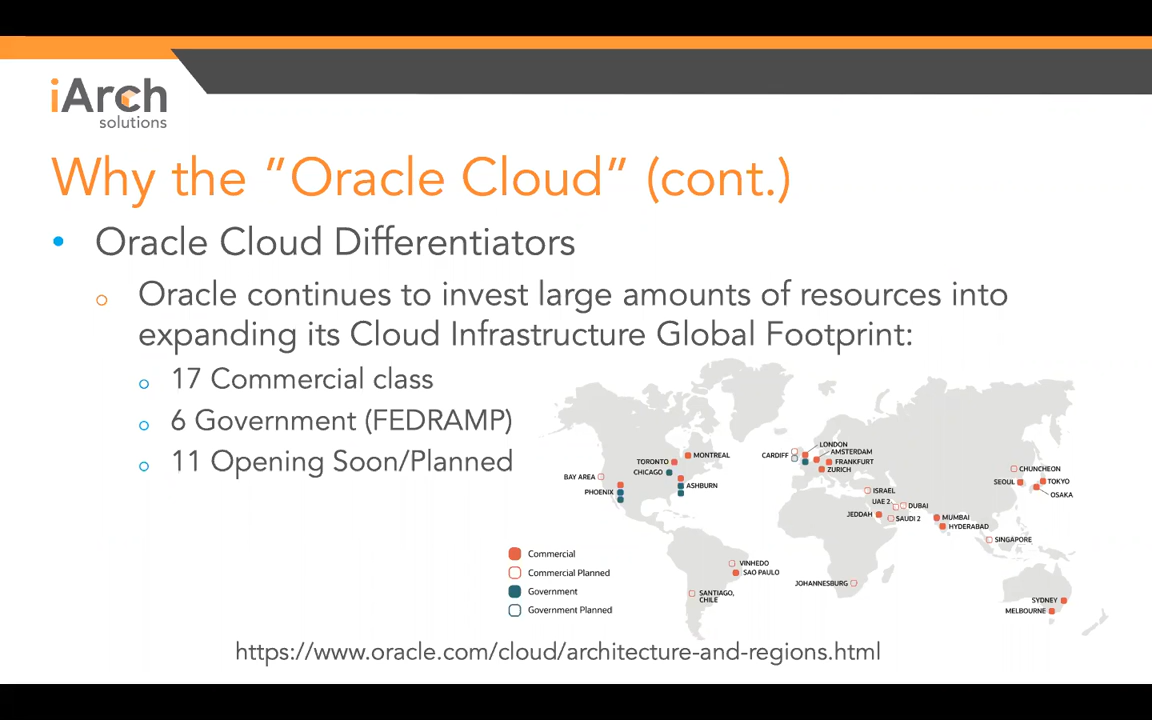 iArch
solutions
Why the “Oracle Cloud” (cont.)
• Oracle Cloud Differentiators
o Oracle continues to invest large amounts of resources into
expanding its Cloud Infrastructure Global Footprint:
o 17 Commercial class
o 6 Government (FEDRAMP)
o 11 Opening Soon/Planned
MONTREAL
TORONTO
CHICAGO
BAY AREA
ASHBURN
PHOENIX
LONDON
CARDIFF
AMSTERDAM
FRANKFURT
ZURICH
CHUNCHEON
SEOUL
TOKYO
OSAKA
ISRAEL
UAE 2
DUBAI
JEDDAH
SAUDI 2
MUMBAI
HYDERABAD
SINGAPORE
VINHEDO
SAO PAULO
JOHANNESBURG
SANTIAGO,
CHILE
SYDNEY
MELBOURNE
Commercial
Commercial Planned
Government
Government Planned
https://www.oracle.com/cloud/architecture-and-regions.html